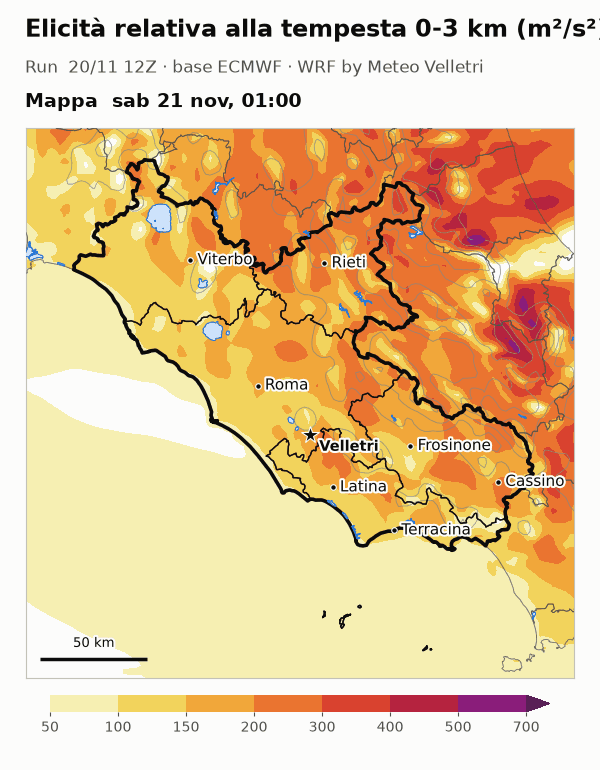 Elicità relativa alla tempesta 0-3 km (m²/s²)
Run 20/11 12Z · base ECMWF · WRF by Meteo Velletri
Mappa sab 21 nov, 01:00
Viterbo
Rieti
Roma
Velletri
Frosinone
Latina
Cassino
Terracina
50 km
50 100 150 200 300 400 500 700